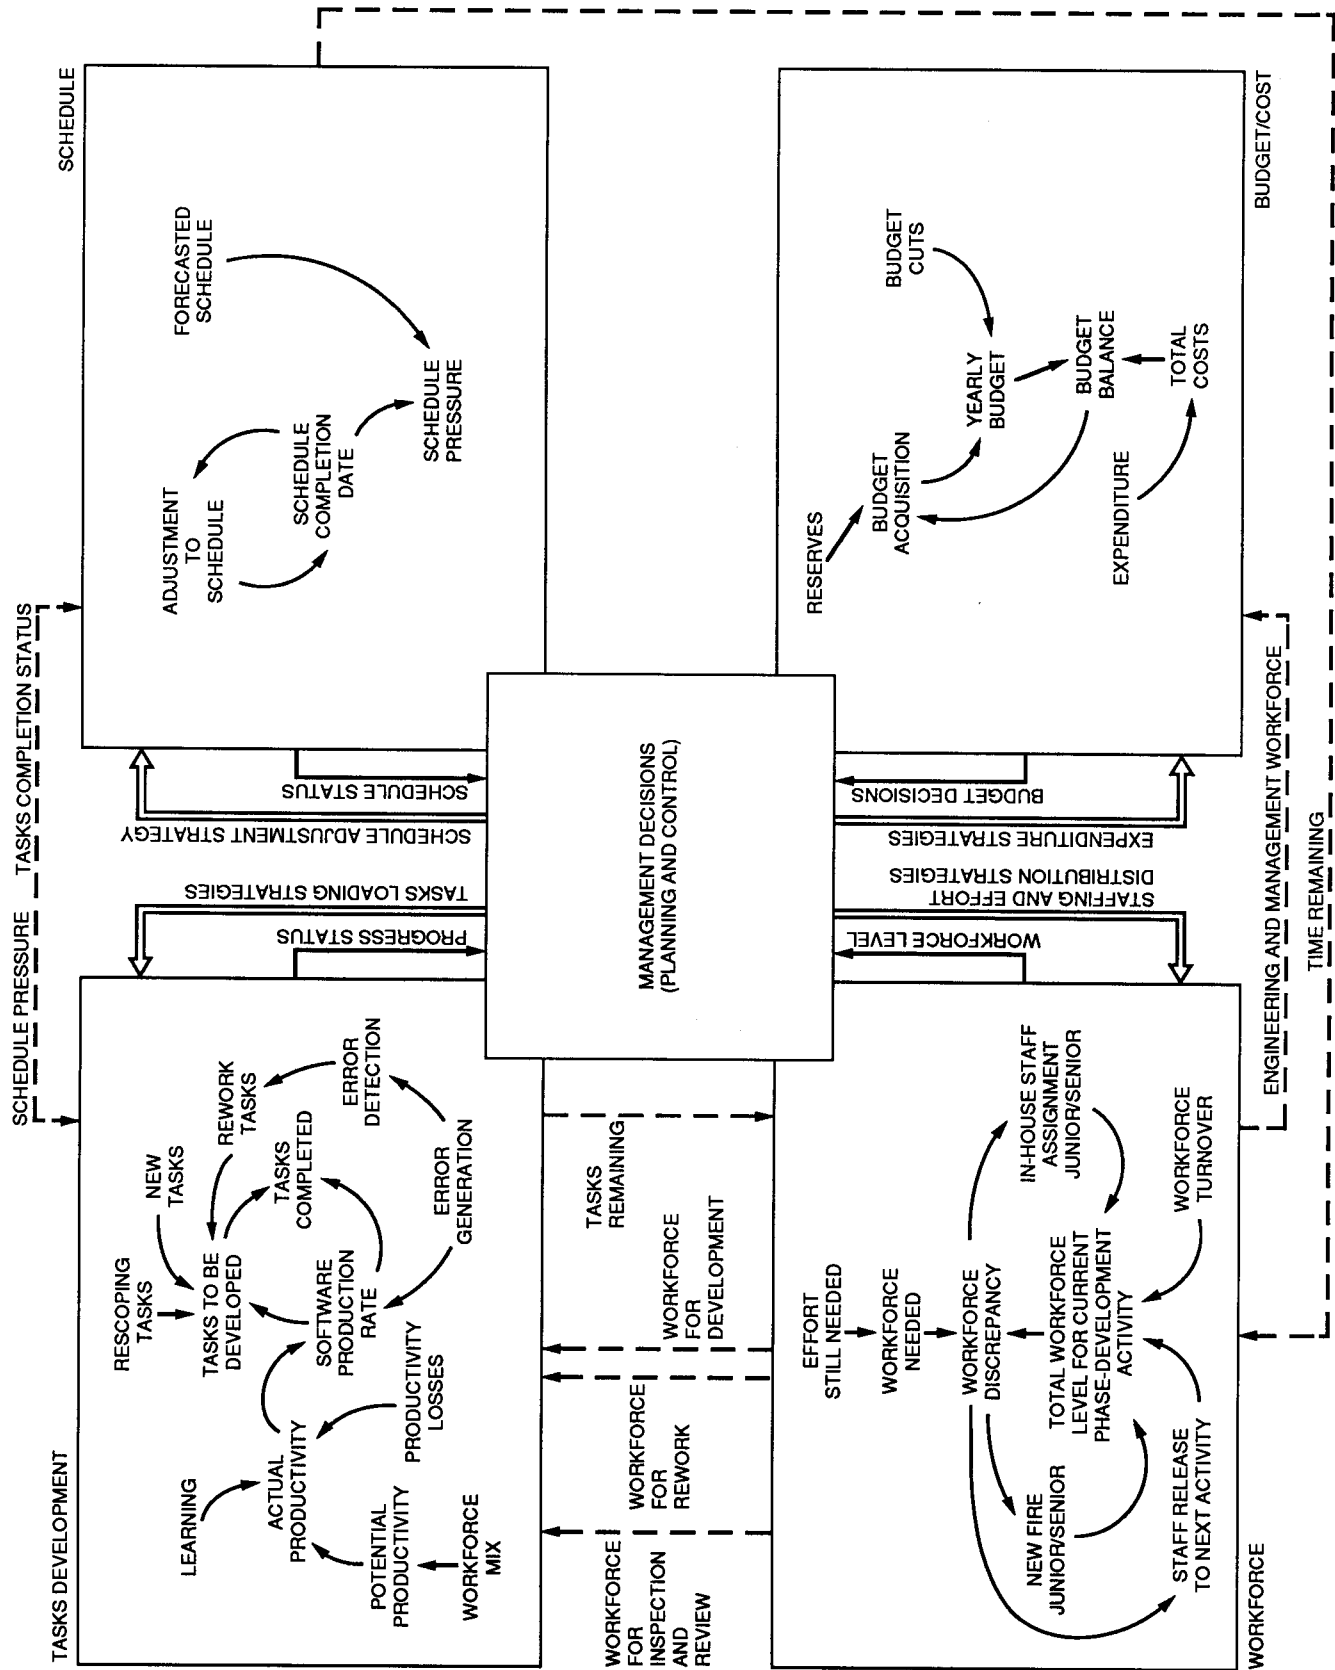 TASKS DEVELOPMENT
LEARNING
ACTUAL
PRODUCTIVITY
POTENTIAL
PRODUCTIVITY
WORKFORCE
MIX
PRODUCTIVITY
LOSSES
RESCOPING
TASKS
NEW
TASKS
TASKS TO BE
DEVELOPED
REWORK
TASKS
TASKS
COMPLETED
SOFTWARE
PRODUCTION
RATE
ERROR
DETECTION
ERROR
GENERATION
SCHEDULE PRESSURE
TASKS COMPLETION STATUS
PROGRESS STATUS
TASKS LOADING STRATEGIES
SCHEDULE ADJUSTMENT STRATEGY
SCHEDULE STATUS
SCHEDULE
ADJUSTMENT
TO
SCHEDULE
SCHEDULE
COMPLETION
DATE
FORECASTED
SCHEDULE
SCHEDULE
PRESSURE
WORKFORCE
FOR
INSPECTION
AND
REVIEW
WORKFORCE
FOR
REWORK
WORKFORCE
FOR
DEVELOPMENT
TASKS
REMAINING
MANAGEMENT DECISIONS
(PLANNING AND CONTROL)
WORKFORCE
EFFORT
STILL NEEDED
WORKFORCE
NEEDED
WORKFORCE
DISCREPANCY
TOTAL WORKFORCE
LEVEL FOR CURRENT
PHASE-DEVELOPMENT
ACTIVITY
NEW FIRE
JUNIOR/SENIOR
STAFF RELEASE
TO NEXT ACTIVITY
IN-HOUSE STAFF
ASSIGNMENT
JUNIOR/SENIOR
WORKFORCE
TURNOVER
WORKFORCE LEVEL
STAFFING AND EFFORT
DISTRIBUTION STRATEGIES
EXPENDITURE STRATEGIES
BUDGET DECISIONS
RESERVES
BUDGET
ACQUISITION
BUDGET
CUTS
YEARLY
BUDGET
BUDGET
BALANCE
EXPENDITURE
TOTAL
COSTS
BUDGET/COST
ENGINEERING AND MANAGEMENT WORKFORCE
TIME REMAINING